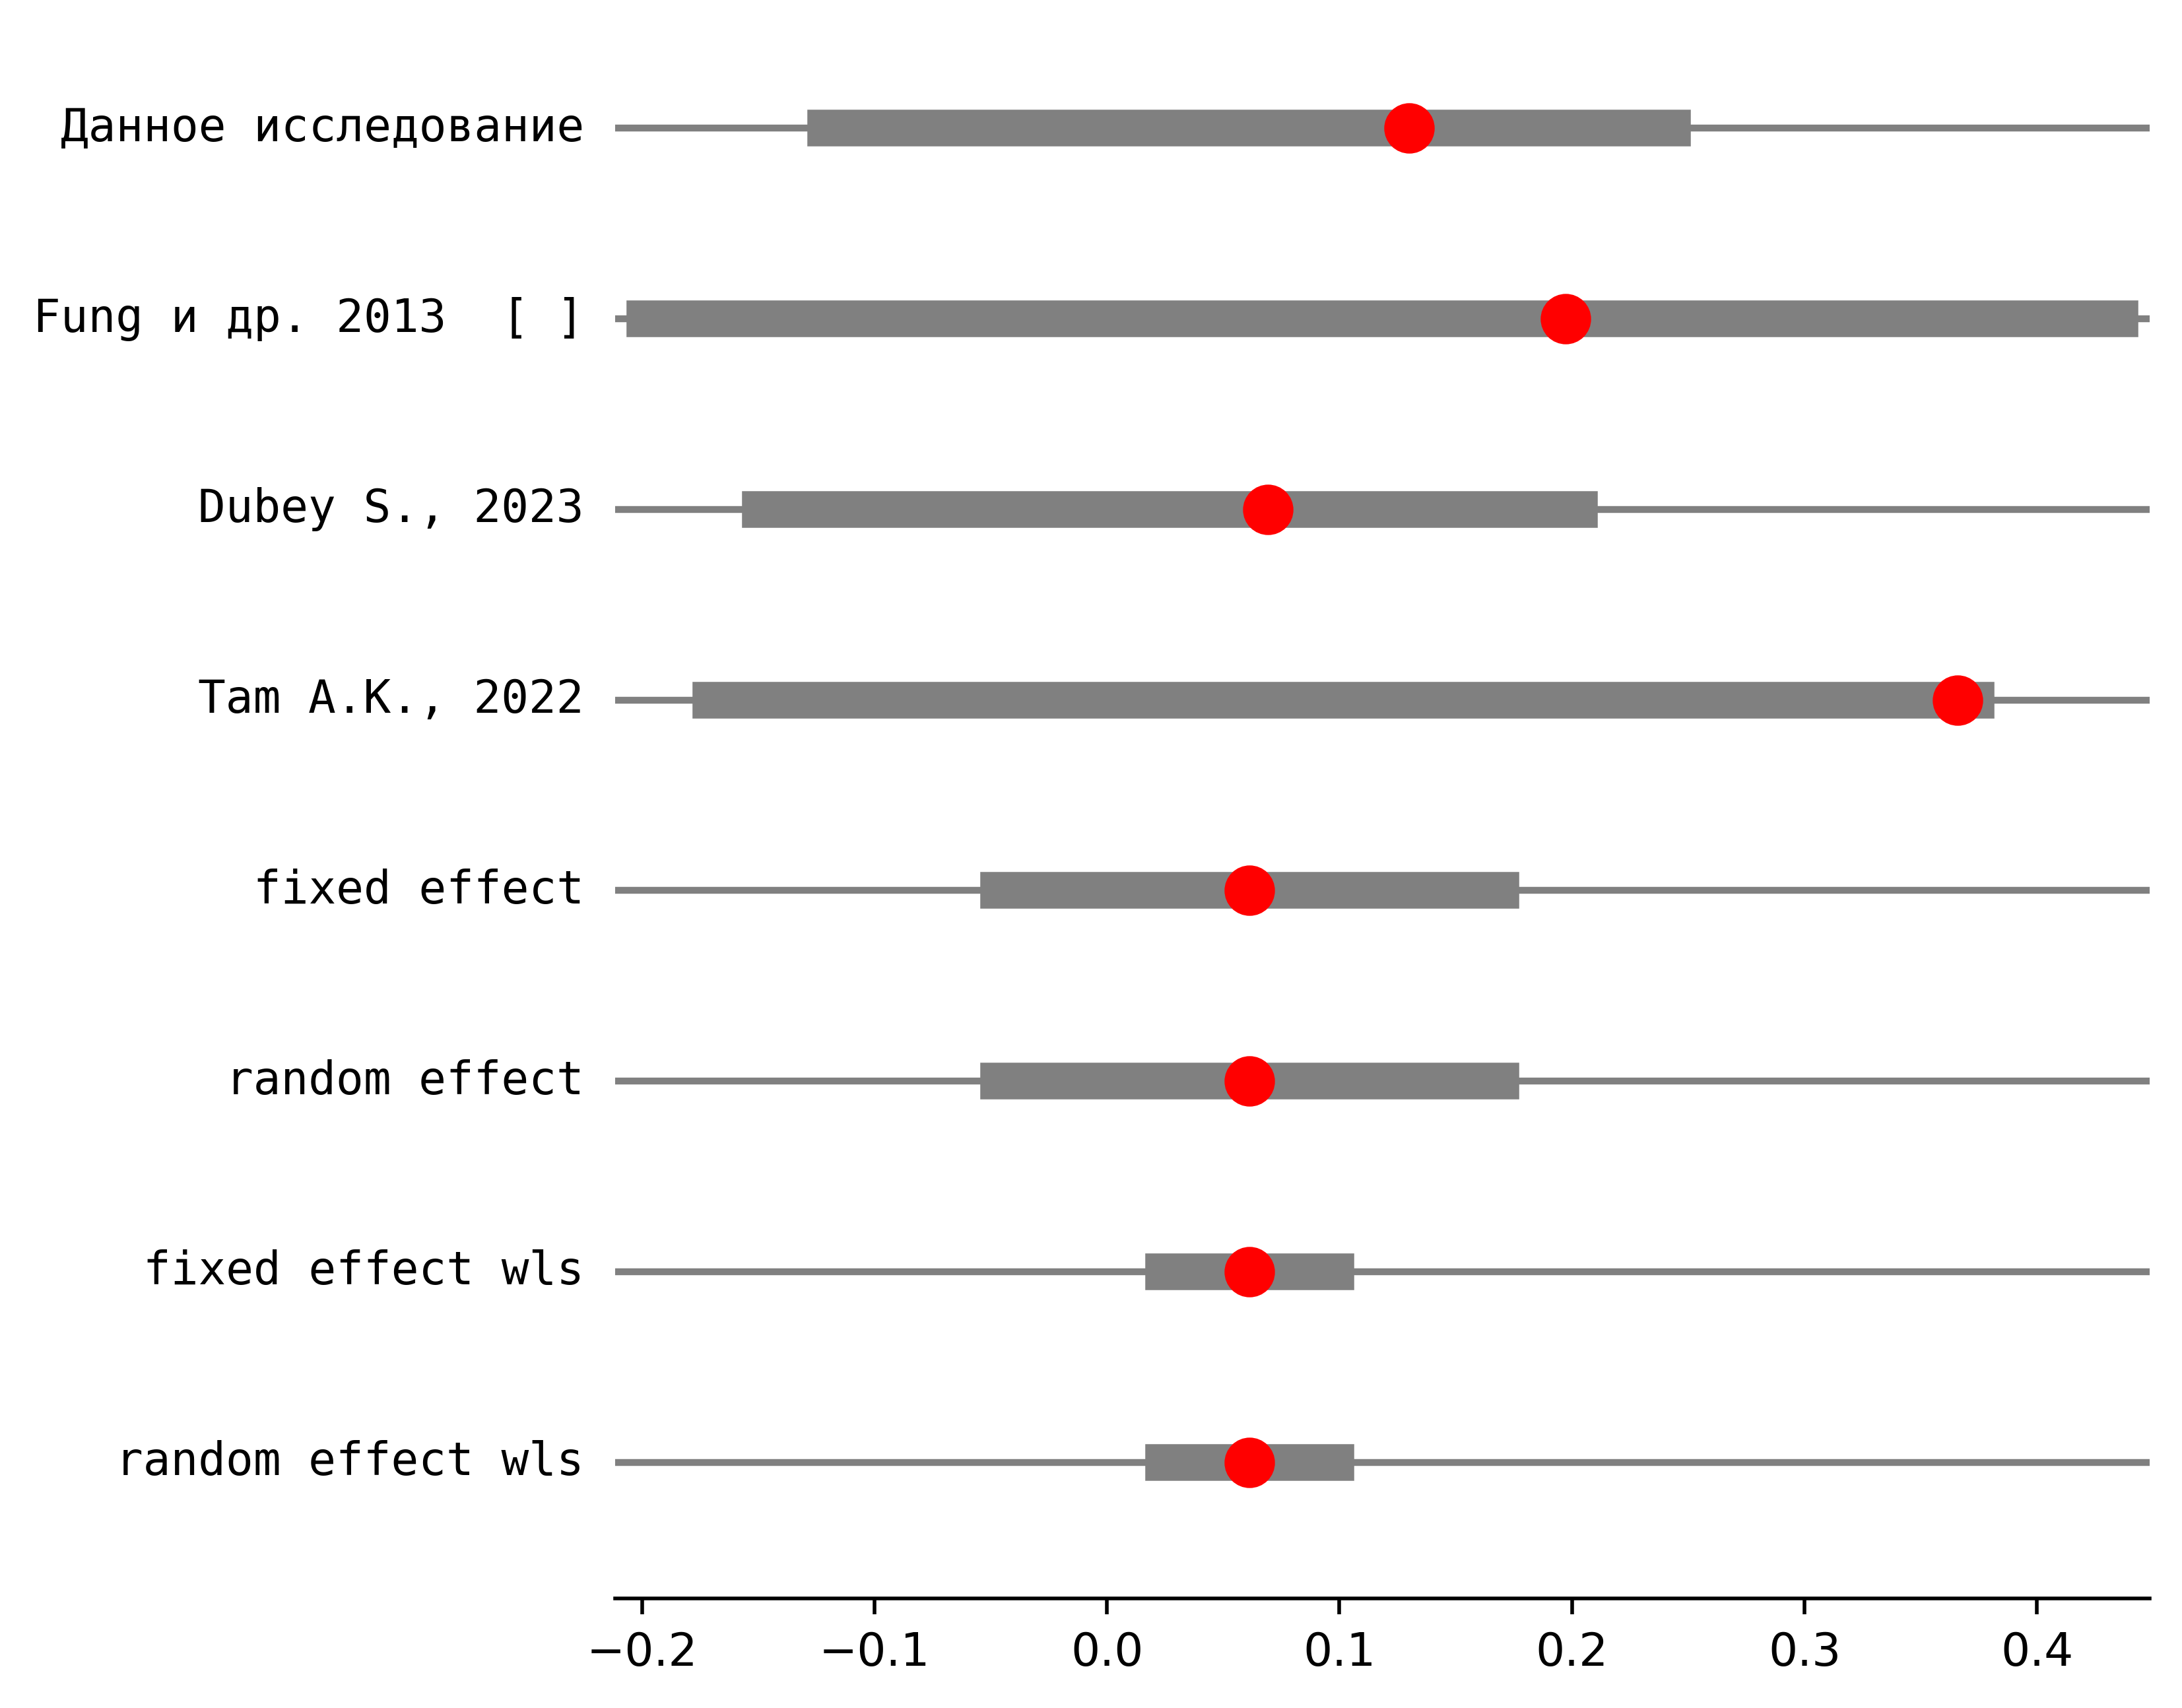 Данное исследование
Fung и др. 2013  [ ]
Dubey S., 2023
Tam A.K., 2022
fixed effect
random effect
fixed effect wls
random effect wls
−0.2 −0.1 0.0 0.1 0.2 0.3 0.4